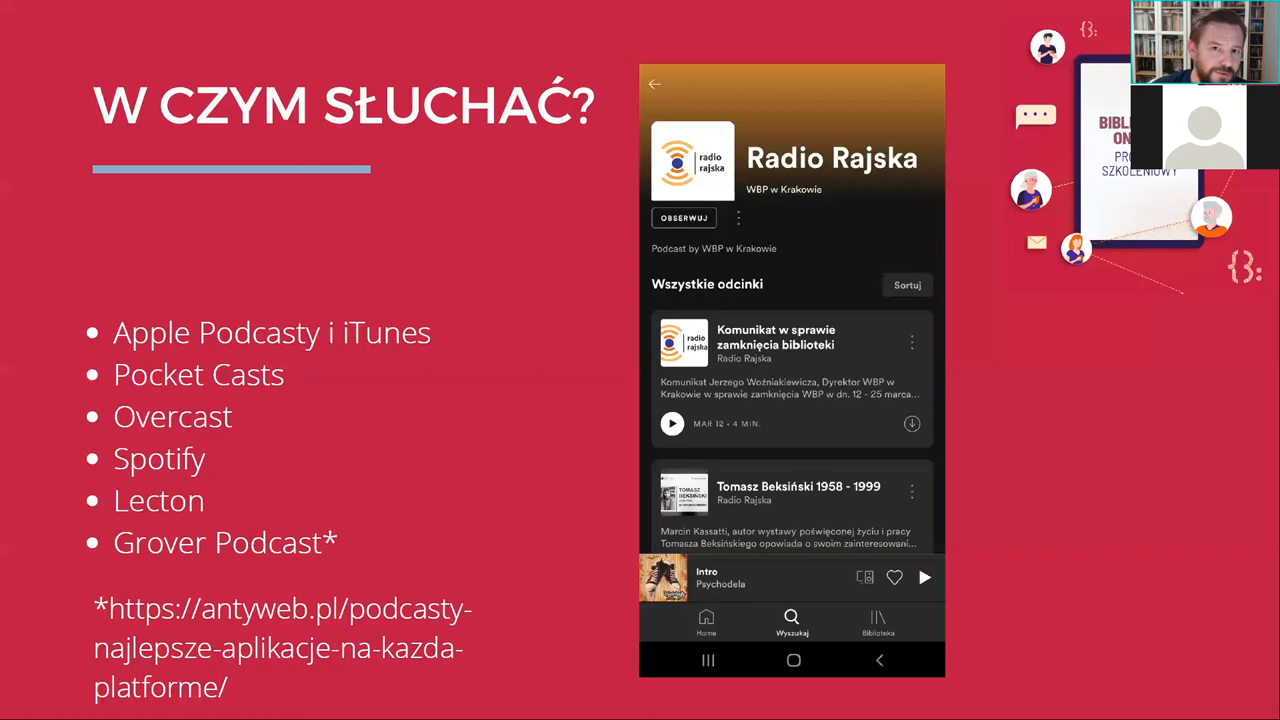 W CZYM SŁUCHAĆ?
Apple Podcasty i iTunes
Pocket Casts
Overcast
Spotify
Lecton
Grover Podcast*
*https://antyweb.pl/podcasty-
najlepsze-aplikacje-na-kazda-
platforme/
radio
rajska
Radio Rajska
WBP w Krakowie
OBSERWUJ
Podcast by WBP w Krakowie
Wszystkie odcinki
Sortuj
radio
rajska
Komunikat w sprawie
zamknięcia biblioteki
Radio Rajska
Komunikat Jerzego Woźniakiewicza, Dyrektor WBP w
Krakowie w sprawie zamknięcia WBP w dn. 12 - 25 marca...
MAR 12 • 4 MIN.
TOMASZ
BEKSIŃSKI
Tomasz Beksiński 1958 - 1999
Radio Rajska
Marcin Kassatti, autor wystawy poświęconej życiu i pracy
Tomasza Beksińskiego opowiada o swoim zainteresowani...
Intro
Psychodela
Home
Wyszukaj
Biblioteka
BIBL
ON
PRO
SZKOLENIOWY
{B:
{B: